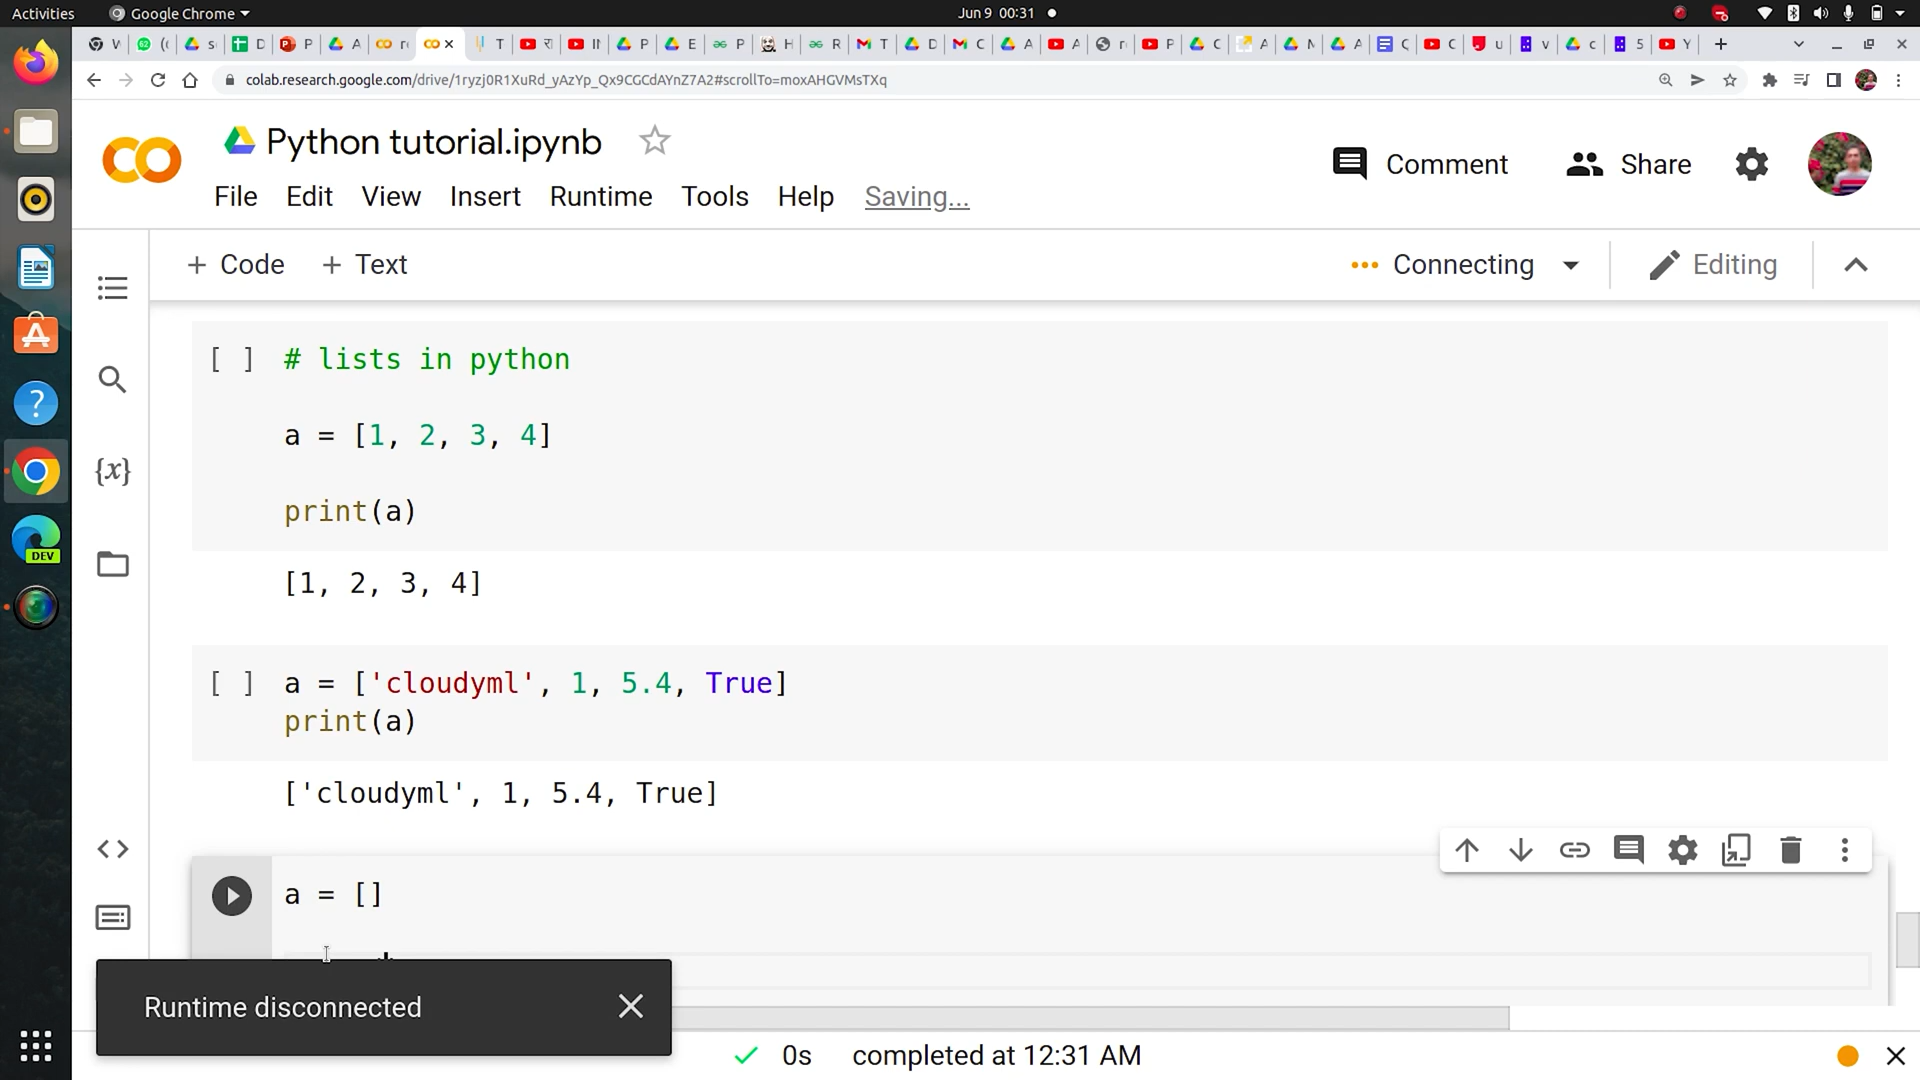 Activities Google Chrome Jun 9 00:31
colab.research.google.com/drive/1ryzj0R1XuRd_yAzYp_Qx9CGCdAYnZ7A2#scrollTo=moxAHGVMsTXq
Python tutorial.ipynb
Comment Share
File Edit View Insert Runtime Tools Help Saving...
+ Code + Text Connecting Editing
[ ] # lists in python
a = [1, 2, 3, 4]
print(a)
[1, 2, 3, 4]
[ ] a = ['cloudyml', 1, 5.4, True]
print(a)
['cloudyml', 1, 5.4, True]
a = []
Runtime disconnected
0s completed at 12:31 AM
DEV
{x}